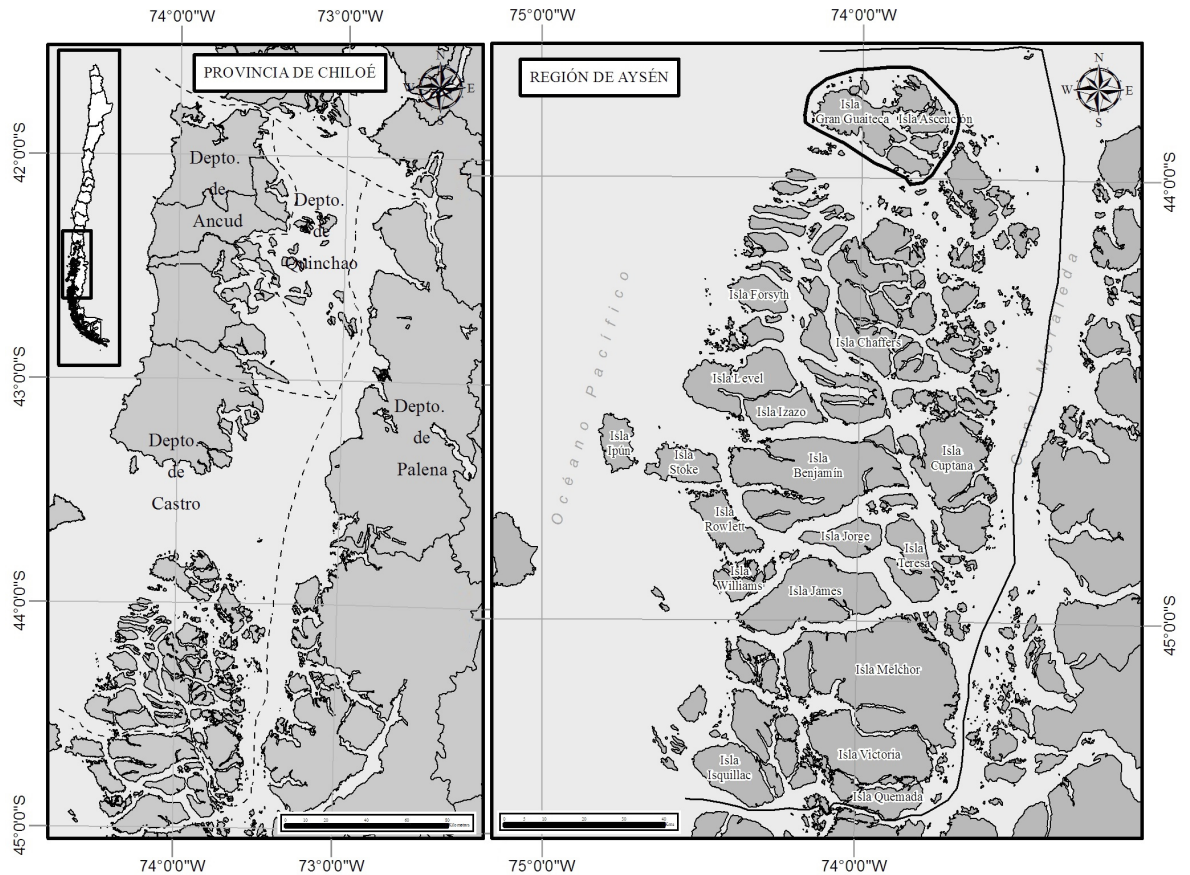 74°0'0"W
73°0'0"W
75°0'0"W
74°0'0"W
PROVINCIA DE CHILOÉ
N
E
42°0'0"S
Depto.
de
Ancud
Depto.
de
Quinchao
43°0'0"S
Depto.
de
Palena
Depto.
de
Castro
44°0'0"S
45°0'0"S
74°0'0"W
73°0'0"W
REGIÓN DE AYSÉN
N
W
E
S
Isla
Gran Guaiteca
Isla Ascención
44°0'0"S
Océano Pacífico
Canal Moraleda
Isla Forsyth
Isla Chaffers
Isla Level
Isla Izazo
Isla
Ipún
Isla
Stoke
Isla
Benjamín
Isla
Cuptana
Isla
Rowlett
Isla Jorge
Isla
Teresa
Isla
Williams
Isla James
45°0'0"S
Isla Melchor
Isla Victoria
Isla
Isquillac
Isla Quemada
75°0'0"W
74°0'0"W